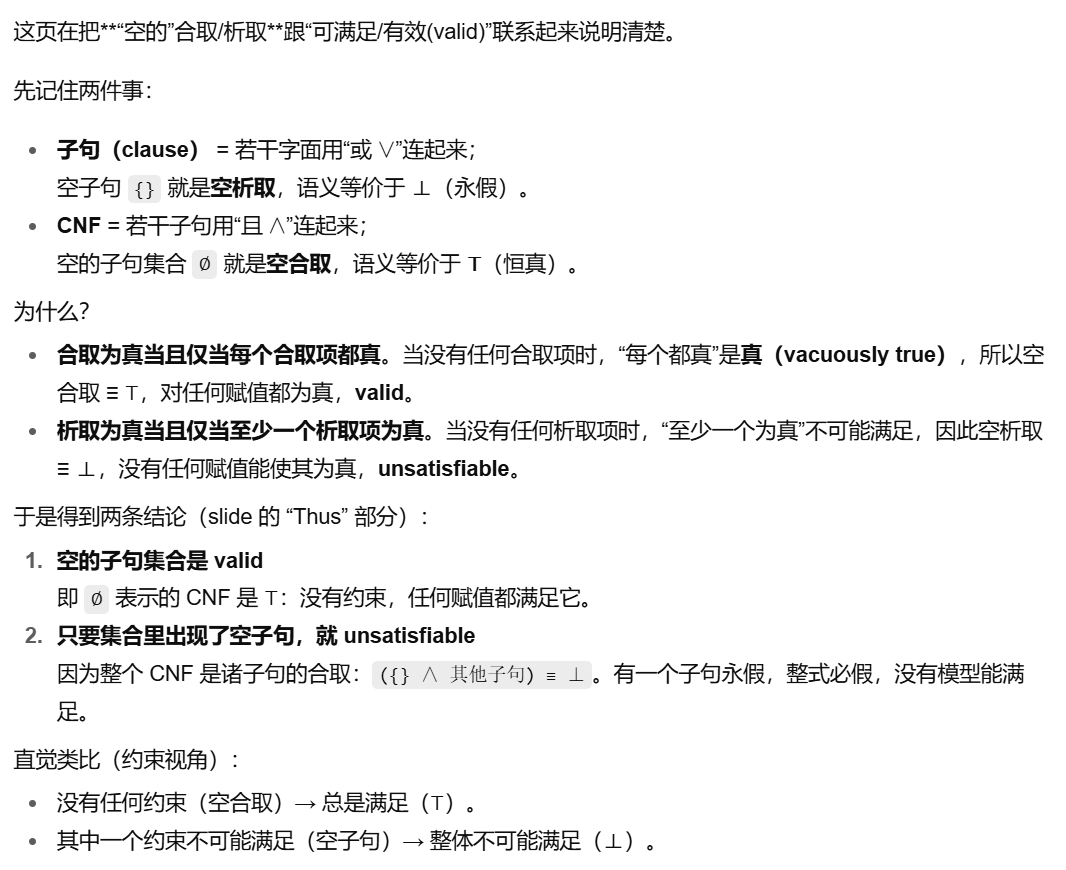 这页在把**“空的”合取/析取**跟“可满足/有效(valid)”联系起来说明清楚。
先记住两件事：
• 子句（clause） = 若干字面用“或 ∨”连起来；
空子句 {} 就是空析取，语义等价于 ⊥（永假）。
• CNF = 若干子句用“且 ∧”连起来；
空的子句集合 ∅ 就是空合取，语义等价于 ⊤（恒真）。
为什么？
• 合取为真当且仅当每个合取项都真。当没有任何合取项时，“每个都真”是真（vacuously true），所以空
合取 ≡ ⊤，对任何赋值都为真，valid。
• 析取为真当且仅当至少一个析取项为真。当没有任何析取项时，“至少一个为真”不可能满足，因此空析取
≡ ⊥，没有任何赋值能使其为真，unsatisfiable。
于是得到两条结论（slide 的 “Thus” 部分）：
1. 空的子句集合是 valid
即 ∅ 表示的 CNF 是 ⊤：没有约束，任何赋值都满足它。
2. 只要集合里出现了空子句，就 unsatisfiable
因为整个 CNF 是诸子句的合取：({} ∧ 其他子句) ≡ ⊥。有一个子句永假，整式必假，没有模型能满
足。
直觉类比（约束视角）：
• 没有任何约束（空合取）→ 总是满足（⊤）。
• 其中一个约束不可能满足（空子句）→ 整体不可能满足（⊥）。